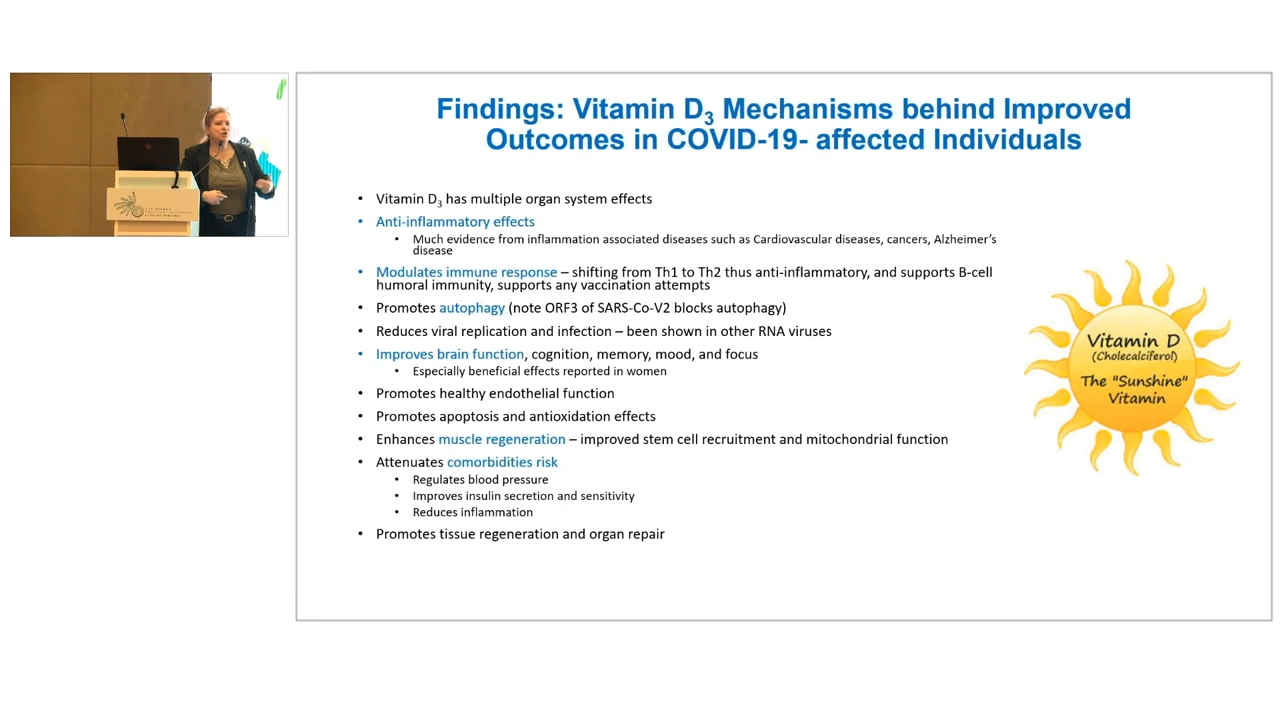 Findings: Vitamin D3 Mechanisms behind Improved
Outcomes in COVID-19- affected Individuals
• Vitamin D3 has multiple organ system effects
• Anti-inflammatory effects
• Much evidence from inflammation associated diseases such as Cardiovascular diseases, cancers, Alzheimer's
disease
• Modulates immune response – shifting from Th1 to Th2 thus anti-inflammatory, and supports B-cell
humoral immunity, supports any vaccination attempts
• Promotes autophagy (note ORF3 of SARS-Co-V2 blocks autophagy)
• Reduces viral replication and infection – been shown in other RNA viruses
• Improves brain function, cognition, memory, mood, and focus
• Especially beneficial effects reported in women
• Promotes healthy endothelial function
• Promotes apoptosis and antioxidation effects
• Enhances muscle regeneration – improved stem cell recruitment and mitochondrial function
• Attenuates comorbidities risk
• Regulates blood pressure
• Improves insulin secretion and sensitivity
• Reduces inflammation
• Promotes tissue regeneration and organ repair
Vitamin D
(Cholecalciferol)
The "Sunshine"
Vitamin